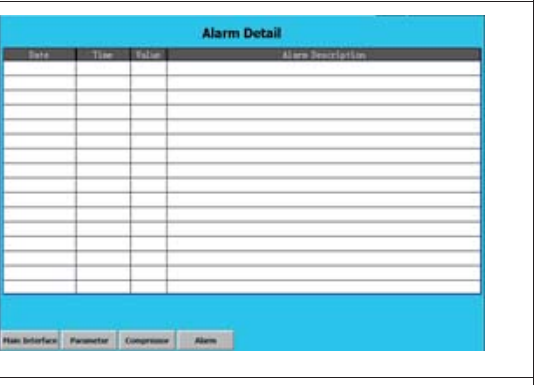 Alarm Detail
Date Time Value Alarm Description
Main Interface Parameter Compressor Alarm